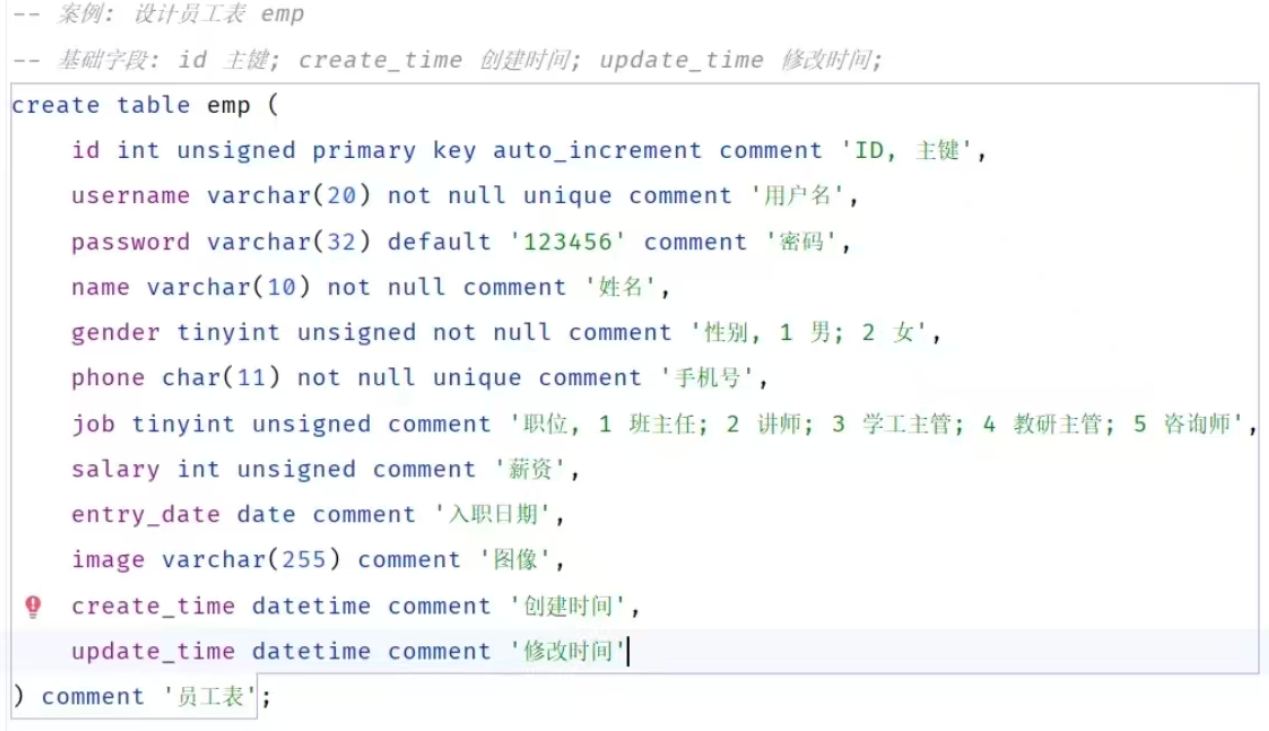 -- 案例: 设计员工表 emp
-- 基础字段: id 主键; create_time 创建时间; update_time 修改时间;
create table emp (
    id int unsigned primary key auto_increment comment 'ID, 主键',
    username varchar(20) not null unique comment '用户名',
    password varchar(32) default '123456' comment '密码',
    name varchar(10) not null comment '姓名',
    gender tinyint unsigned not null comment '性别, 1 男; 2 女',
    phone char(11) not null unique comment '手机号',
    job tinyint unsigned comment '职位, 1 班主任; 2 讲师; 3 学工主管; 4 教研主管; 5 咨询师',
    salary int unsigned comment '薪资',
    entry_date date comment '入职日期',
    image varchar(255) comment '图像',
    create_time datetime comment '创建时间',
    update_time datetime comment '修改时间'
) comment '员工表';